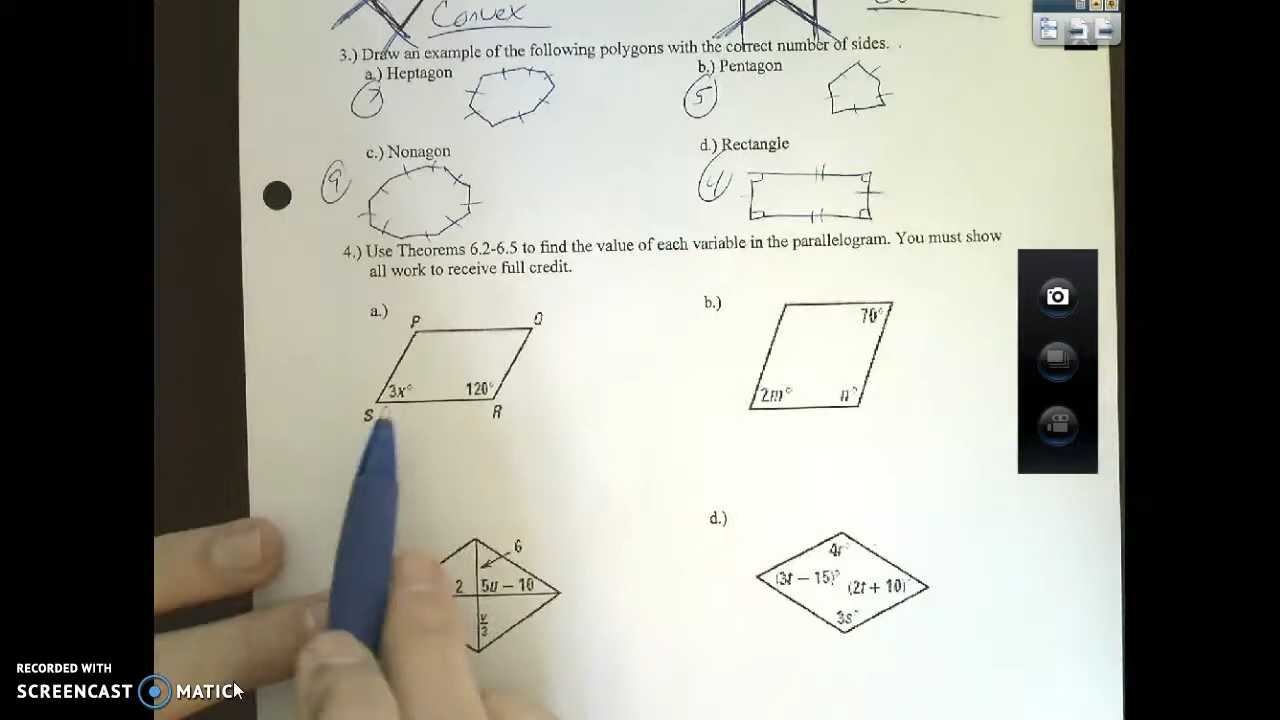 Convex
3.) Draw an example of the following polygons with the correct number of sides.
a.) Heptagon
b.) Pentagon
7
5
c.) Nonagon
d.) Rectangle
9
4
4.) Use Theorems 6.2-6.5 to find the value of each variable in the parallelogram. You must show
all work to receive full credit.
a.)
b.)
P
Q
70°
3x°
120°
2m°
n°
S
R
d.)
6
2
5u – 10
v/3
(3t – 15)°
(2t + 10)
3s°
RECORDED WITH
SCREENCAST MATIC